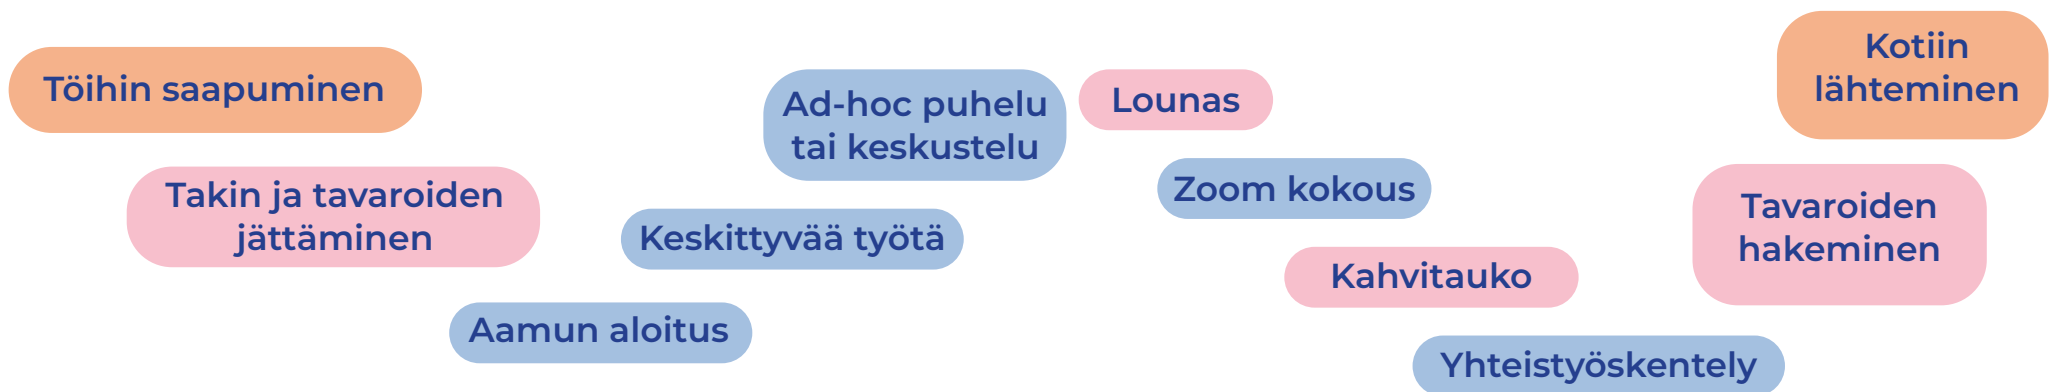 Töihin saapuminen
Takin ja tavaroiden
jättäminen
Aamun aloitus
Keskittyvää työtä
Ad-hoc puhelu
tai keskustelu
Lounas
Zoom kokous
Kahvitauko
Yhteistyöskentely
Tavaroiden
hakeminen
Kotiin
lähteminen